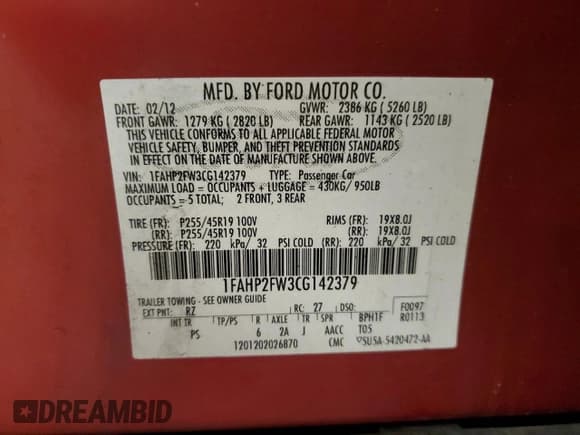 MFD. BY FORD MOTOR CO.
DATE: 02/12 GVWR: 2386 KG ( 5260 LB)
FRONT GAWR: 1279 KG ( 2820 LB) REAR GAWR: 1143 KG ( 2520 LB)
THIS VEHICLE CONFORMS TO ALL APPLICABLE FEDERAL MOTOR
VEHICLE SAFETY, BUMPER, AND THEFT PREVENTION STANDARDS
IN EFFECT ON THE DATE OF MANUFACTURE SHOWN ABOVE.
VIN: 1FAHP2FW3CG142379 TYPE: Passenger Car
MAXIMUM LOAD = OCCUPANTS + LUGGAGE = 430KG/ 950LB
OCCUPANTS = 5 TOTAL; 2 FRONT, 3 REAR
TIRE (FR): P255/45R19 100V RIMS (FR): 19X8.0J
(RR): P255/45R19 100V (RR): 19X8.0J
PRESSURE (FR): 220 kPa/ 32 PSI COLD (RR): 220 kPa/ 32 PSI COLD
1FAHP2FW3CG142379
TRAILER TOWING - SEE OWNER GUIDE
EXT PNT: RZ RC: 27 DSO: F0097
INT TR TP/PS R AXLE TR SPR BPH1F R0113
PS 6 2A J AACC T05
1201202026870 CMC ▽SU5A-5420472-AA
DREAMBID